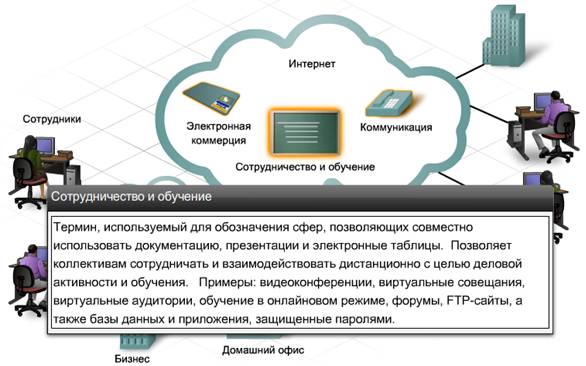 Интернет
Сотрудники
Электронная
коммерция
Коммуникация
Сотрудничество и обучение
Сотрудничество и обучение
Термин, используемый для обозначения сфер, позволяющих совместно
использовать документацию, презентации и электронные таблицы. Позволяет
коллективам сотрудничать и взаимодействовать дистанционно с целью деловой
активности и обучения. Примеры: видеоконференции, виртуальные совещания,
виртуальные аудитории, обучение в онлайновом режиме, форумы, FTP-сайты, а
также базы данных и приложения, защищенные паролями.
Бизнес
Домашний офис